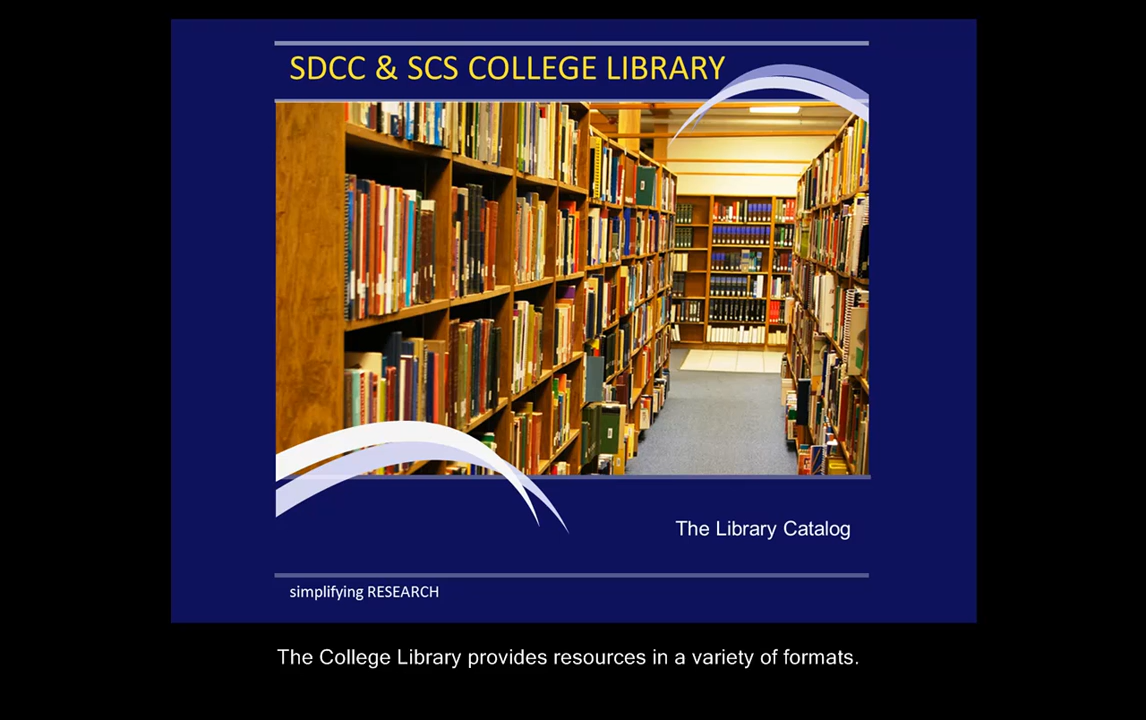 SDCC & SCS COLLEGE LIBRARY
The Library Catalog
simplifying RESEARCH
The College Library provides resources in a variety of formats.